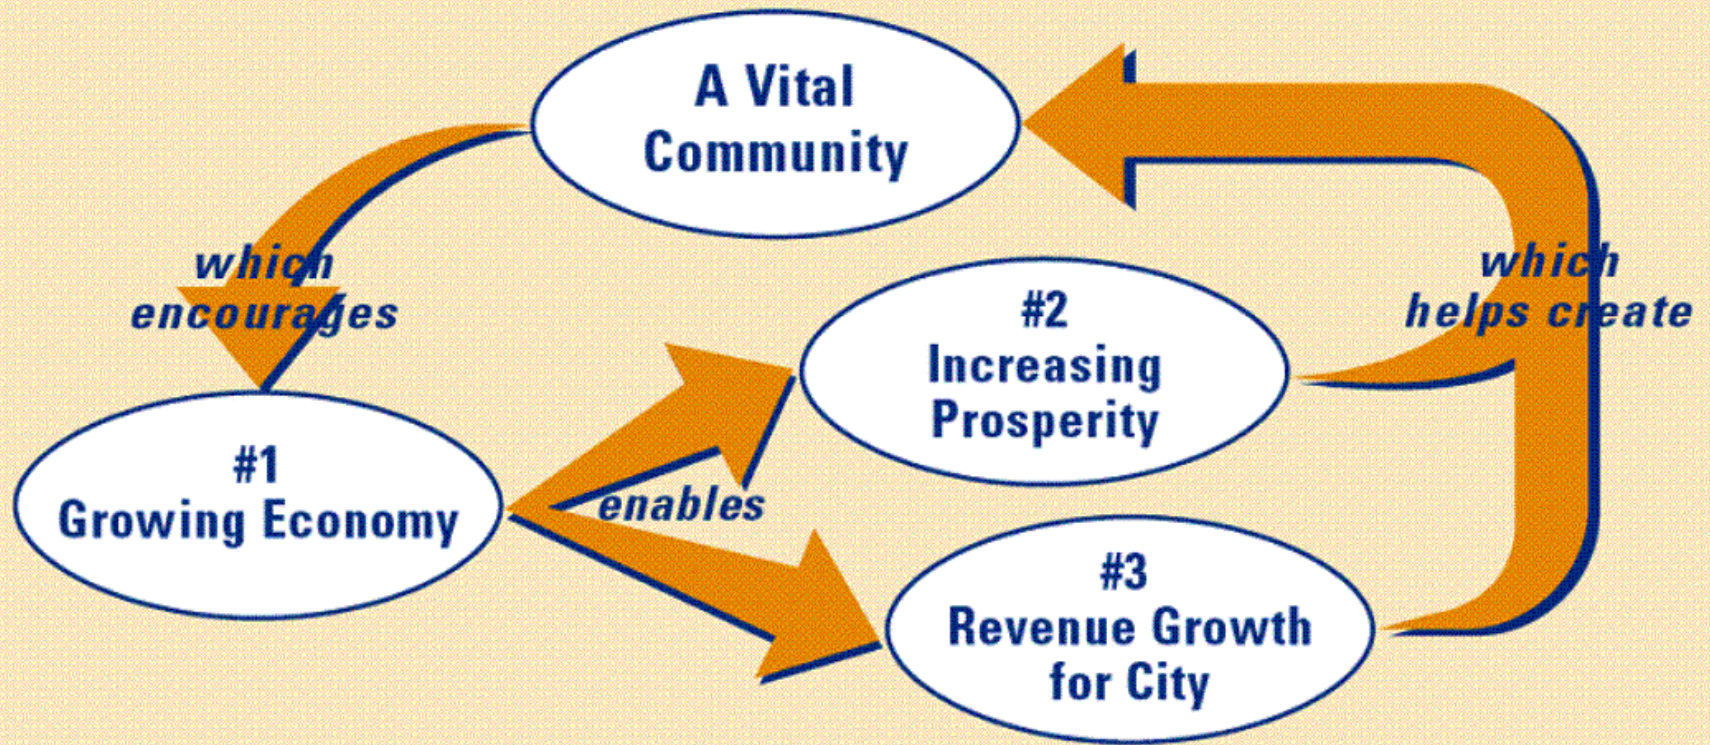 A Vital
Community
which
encourages
#1
Growing Economy
enables
#2
Increasing
Prosperity
#3
Revenue Growth
for City
which
helps create